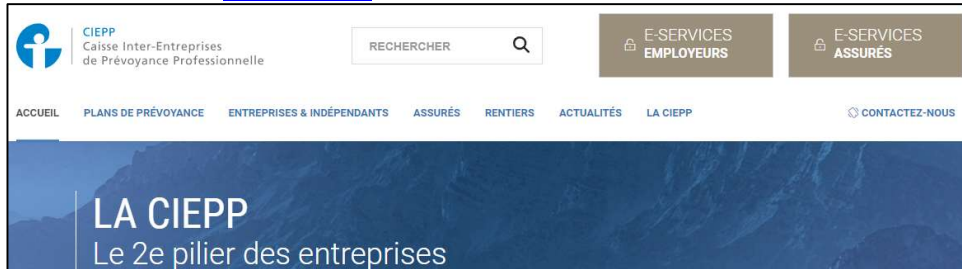 CIEPP
Caisse Inter-Entreprises
de Prévoyance Professionnelle
RECHERCHER
E-SERVICES
EMPLOYEURS
E-SERVICES
ASSURÉS
ACCUEIL PLANS DE PRÉVOYANCE ENTREPRISES & INDÉPENDANTS ASSURÉS RENTIERS ACTUALITÉS LA CIEPP CONTACTEZ-NOUS
LA CIEPP
Le 2e pilier des entreprises